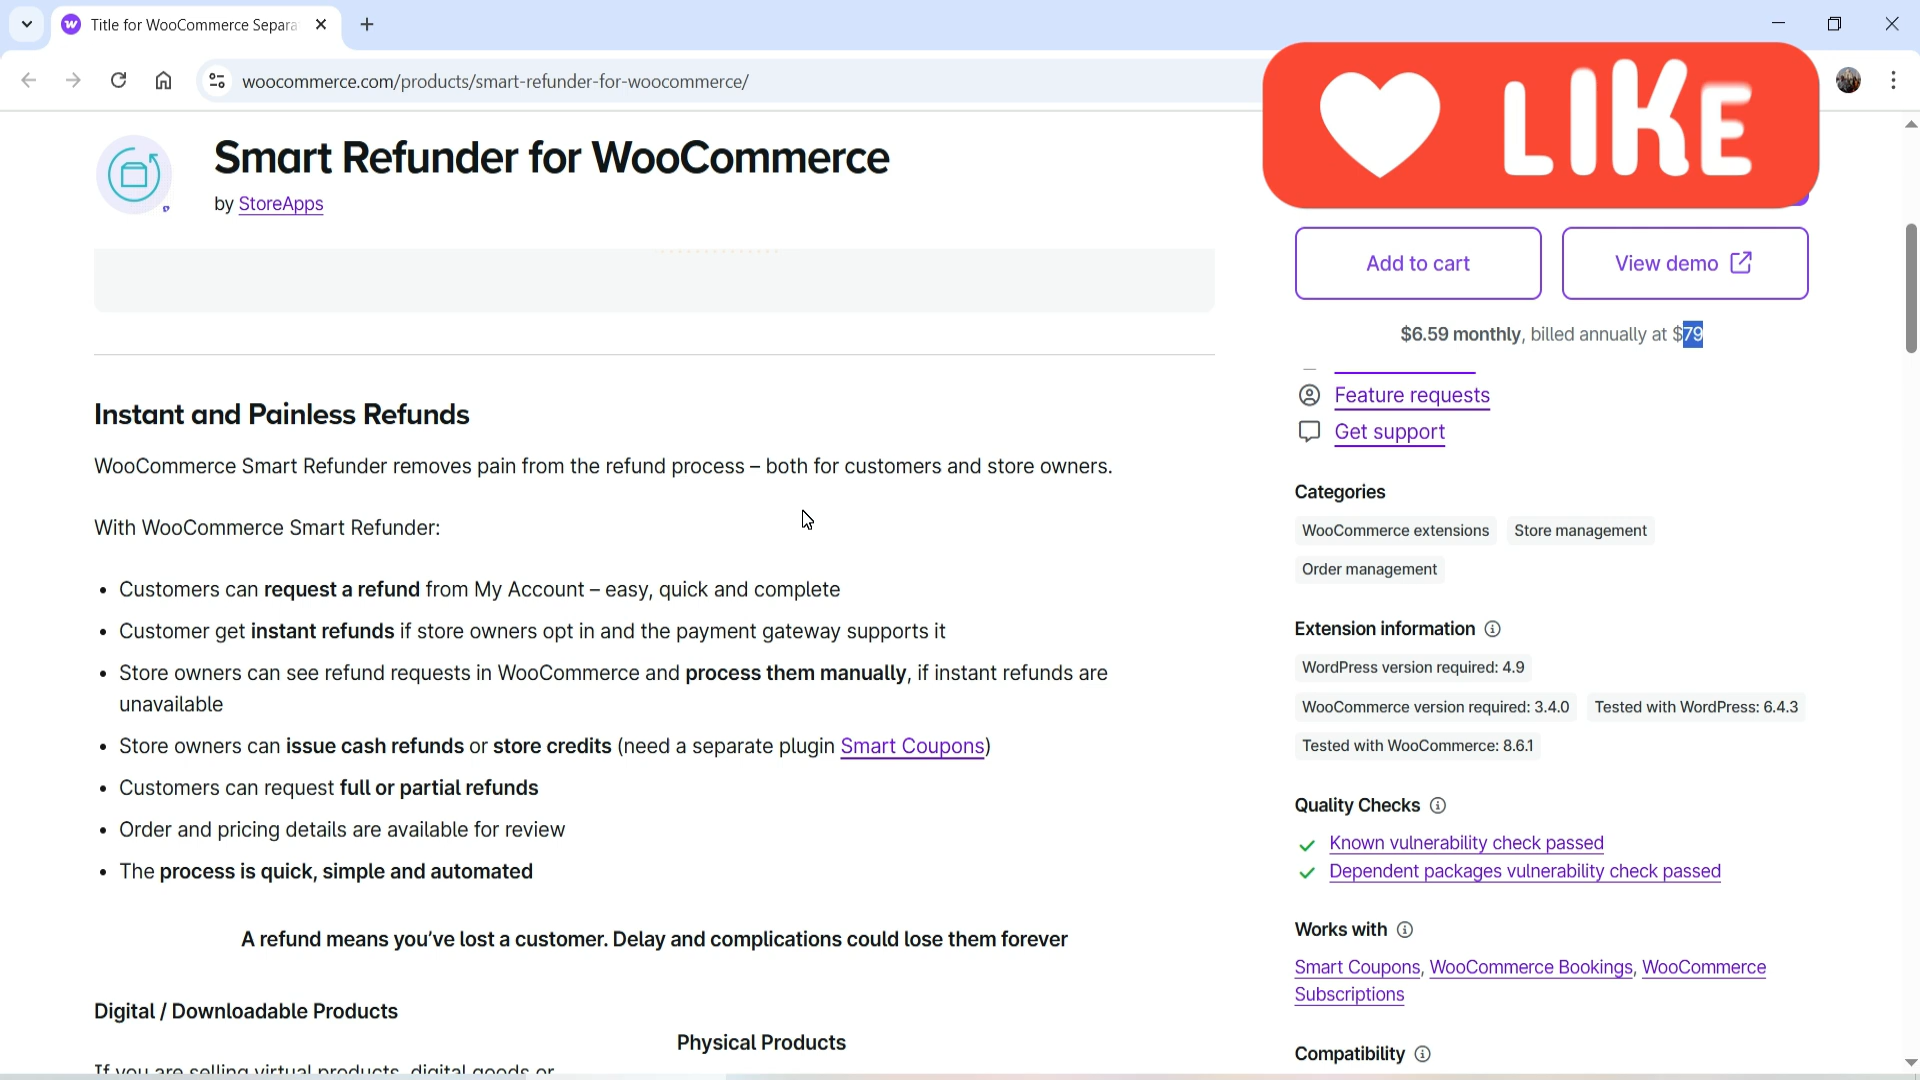 Title for WooCommerce Separa
woocommerce.com/products/smart-refunder-for-woocommerce/
LIKE
Smart Refunder for WooCommerce
by StoreApps
Add to cart
View demo
$6.59 monthly, billed annually at $79
Feature requests
Get support
Instant and Painless Refunds
WooCommerce Smart Refunder removes pain from the refund process – both for customers and store owners.
With WooCommerce Smart Refunder:
• Customers can request a refund from My Account – easy, quick and complete
• Customer get instant refunds if store owners opt in and the payment gateway supports it
• Store owners can see refund requests in WooCommerce and process them manually, if instant refunds are
unavailable
• Store owners can issue cash refunds or store credits (need a separate plugin Smart Coupons)
• Customers can request full or partial refunds
• Order and pricing details are available for review
• The process is quick, simple and automated
A refund means you’ve lost a customer. Delay and complications could lose them forever
Digital / Downloadable Products
If you are selling virtual products, digital goods or
Physical Products
Categories
WooCommerce extensions
Store management
Order management
Extension information
WordPress version required: 4.9
WooCommerce version required: 3.4.0
Tested with WordPress: 6.4.3
Tested with WooCommerce: 8.6.1
Quality Checks
Known vulnerability check passed
Dependent packages vulnerability check passed
Works with
Smart Coupons, WooCommerce Bookings, WooCommerce
Subscriptions
Compatibility